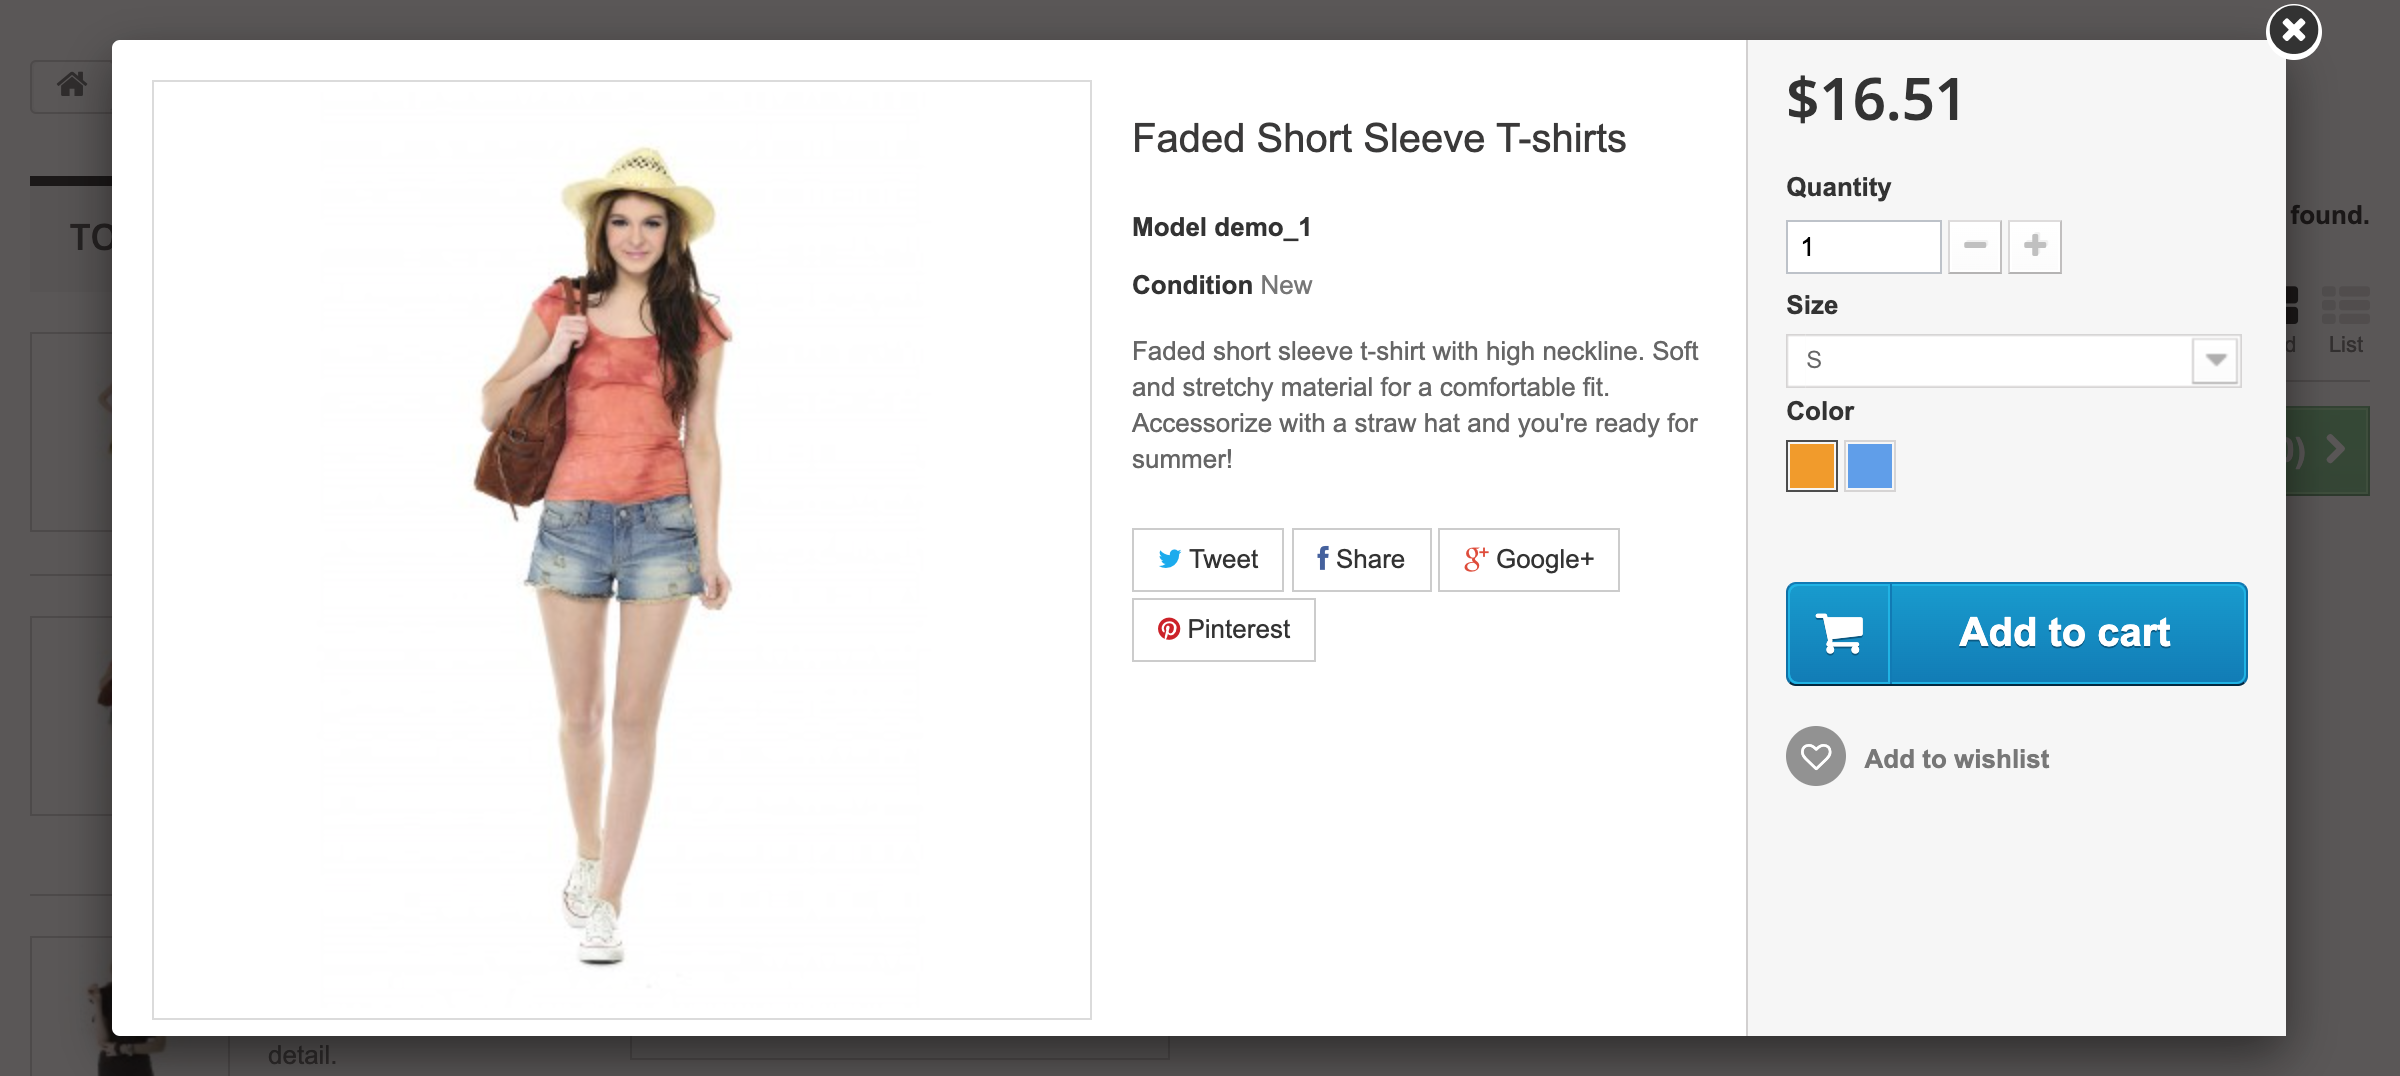 $16.51
Faded Short Sleeve T-shirts
Quantity
1
Model demo_1
Condition New
Size
S
Faded short sleeve t-shirt with high neckline. Soft
and stretchy material for a comfortable fit.
Accessorize with a straw hat and you're ready for
summer!
Color
Tweet
Share
Google+
Pinterest
Add to cart
Add to wishlist
TO
found.
d
List
0)
detail.